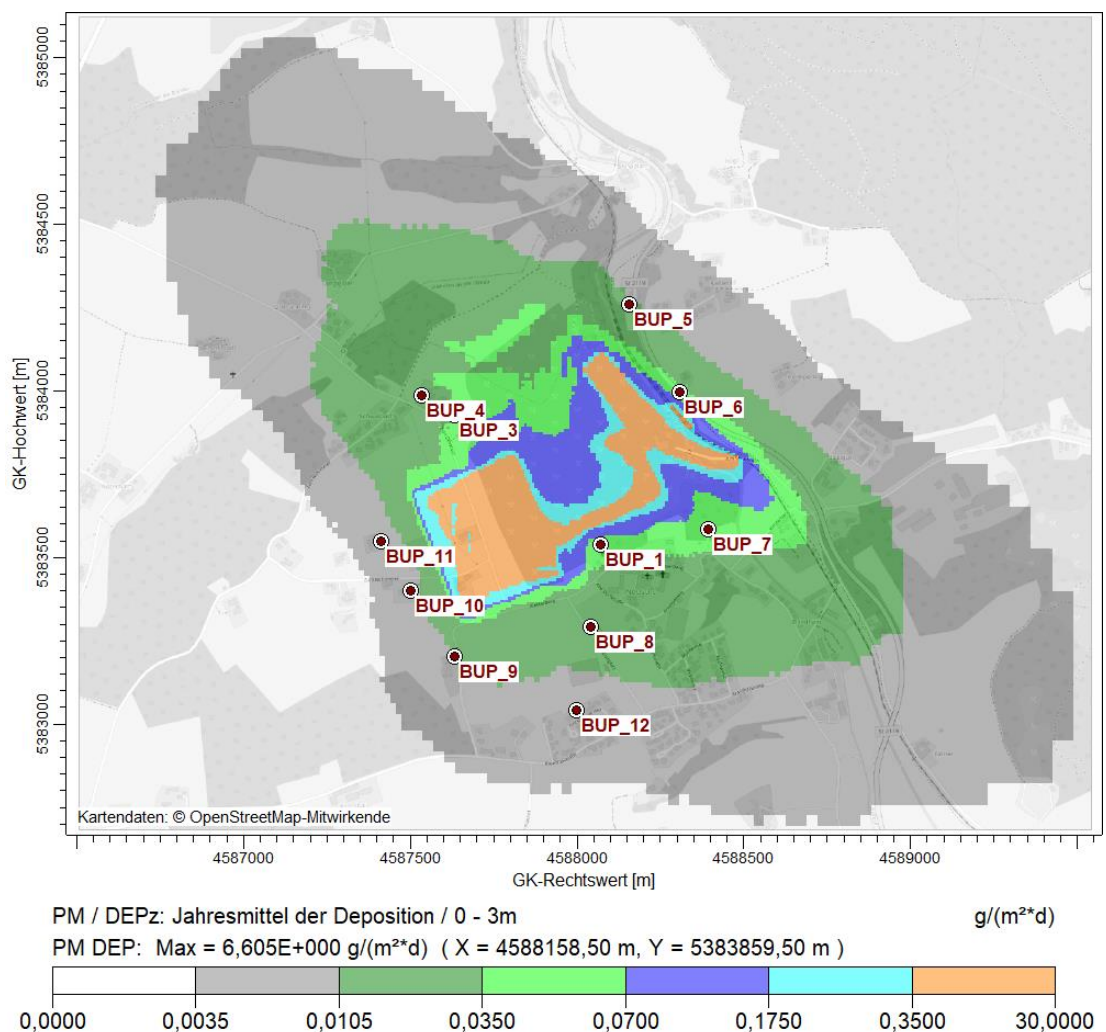 5385000
5384500
5384000
5383500
5383000
GK-Hochwert [m]
BUP_5
BUP_6
BUP_4
BUP_3
BUP_7
BUP_1
BUP_11
BUP_10
BUP_8
BUP_9
BUP_12
Kartendaten: © OpenStreetMap-Mitwirkende
4587000 4587500 4588000 4588500 4589000
GK-Rechtswert [m]
PM / DEPz: Jahresmittel der Deposition / 0 - 3m g/(m²*d)
PM DEP: Max = 6,605E+000 g/(m²*d) ( X = 4588158,50 m, Y = 5383859,50 m )
0,0000 0,0035 0,0105 0,0350 0,0700 0,1750 0,3500 30.0000